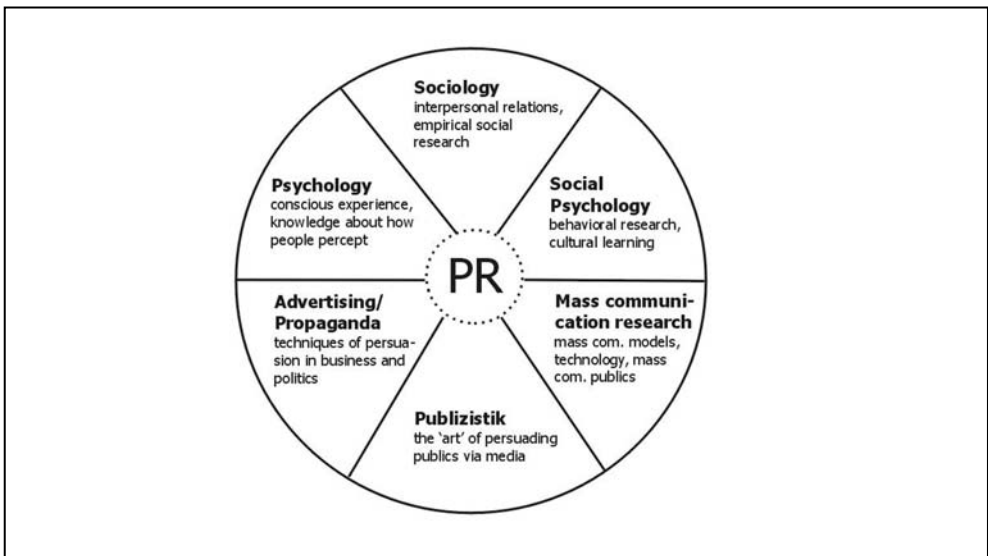 Sociology
interpersonal relations,
empirical social
research
Social
Psychology
behavioral research,
cultural learning
Mass communi-
cation research
mass com. models,
technology, mass
com. publics
Publizistik
the ‘art’ of persuading
publics via media
Advertising/
Propaganda
techniques of persua-
sion in business and
politics
Psychology
conscious experience,
knowledge about how
people percept
PR